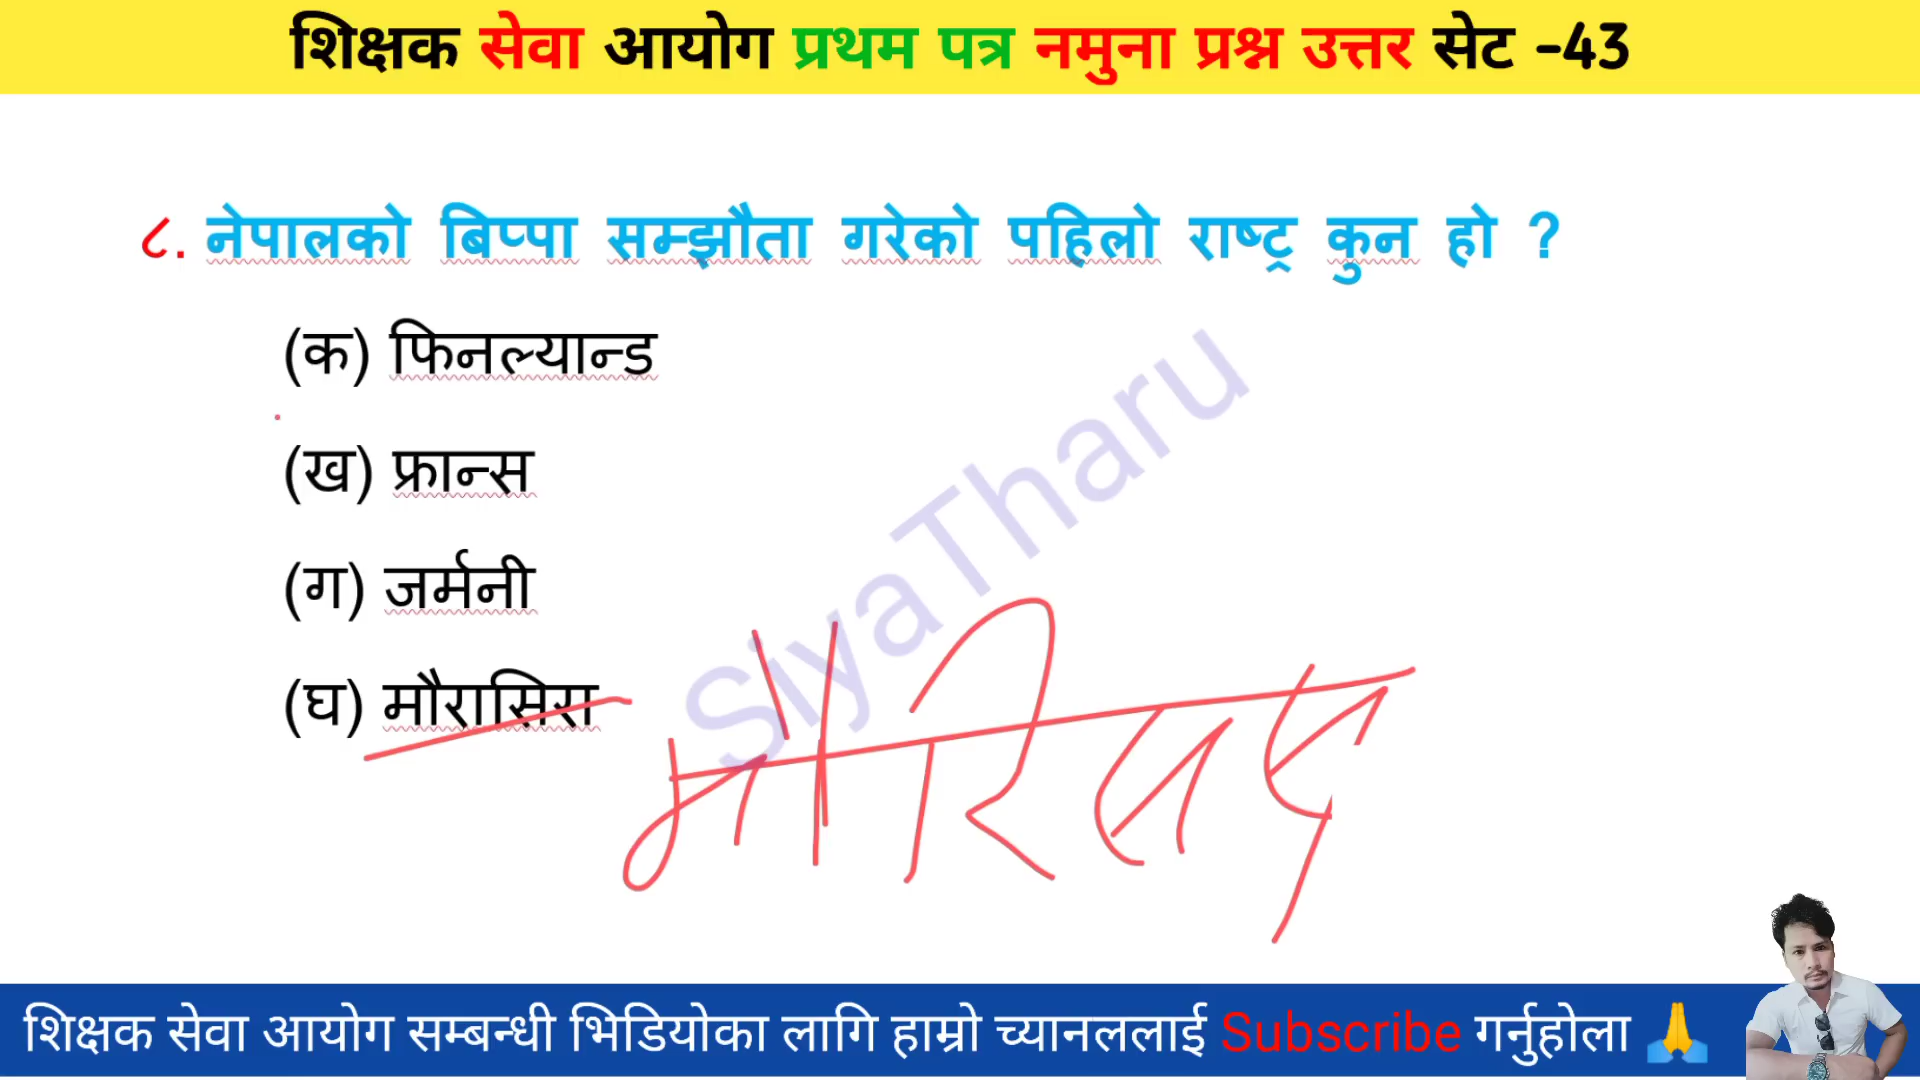 शिक्षक सेवा आयोग प्रथम पत्र नमुना प्रश्न उत्तर सेट -43
८. नेपालको बिप्पा सम्झौता गरेको पहिलो राष्ट्र कुन हो ?
(क) फिनल्यान्ड
(ख) फ्रान्स
(ग) जर्मनी
(घ) मौरासिरा
SiyaTharu
शिक्षक सेवा आयोग सम्बन्धी भिडियोका लागि हाम्रो च्यानललाई Subscribe गर्नुहोला 🙏